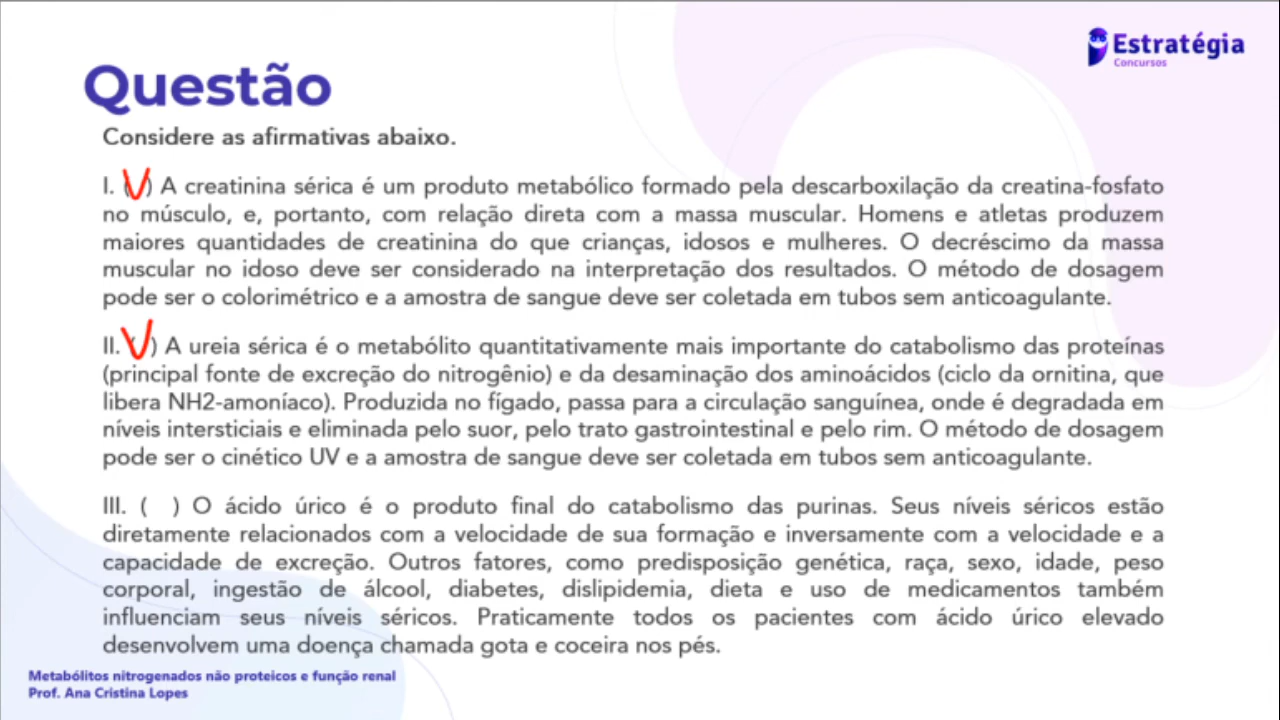 Estratégia
Concursos
Questão
Considere as afirmativas abaixo.
I. (V) A creatinina sérica é um produto metabólico formado pela descarboxilação da creatina-fosfato
no músculo, e, portanto, com relação direta com a massa muscular. Homens e atletas produzem
maiores quantidades de creatinina do que crianças, idosos e mulheres. O decréscimo da massa
muscular no idoso deve ser considerado na interpretação dos resultados. O método de dosagem
pode ser o colorimétrico e a amostra de sangue deve ser coletada em tubos sem anticoagulante.
II. (V) A ureia sérica é o metabólito quantitativamente mais importante do catabolismo das proteínas
(principal fonte de excreção do nitrogênio) e da desaminação dos aminoácidos (ciclo da ornitina, que
libera NH2-amoníaco). Produzida no fígado, passa para a circulação sanguínea, onde é degradada em
níveis intersticiais e eliminada pelo suor, pelo trato gastrointestinal e pelo rim. O método de dosagem
pode ser o cinético UV e a amostra de sangue deve ser coletada em tubos sem anticoagulante.
III. ( ) O ácido úrico é o produto final do catabolismo das purinas. Seus níveis séricos estão
diretamente relacionados com a velocidade de sua formação e inversamente com a velocidade e a
capacidade de excreção. Outros fatores, como predisposição genética, raça, sexo, idade, peso
corporal, ingestão de álcool, diabetes, dislipidemia, dieta e uso de medicamentos também
influenciam seus níveis séricos. Praticamente todos os pacientes com ácido úrico elevado
desenvolvem uma doença chamada gota e coceira nos pés.
Metabólitos nitrogenados não proteicos e função renal
Prof. Ana Cristina Lopes